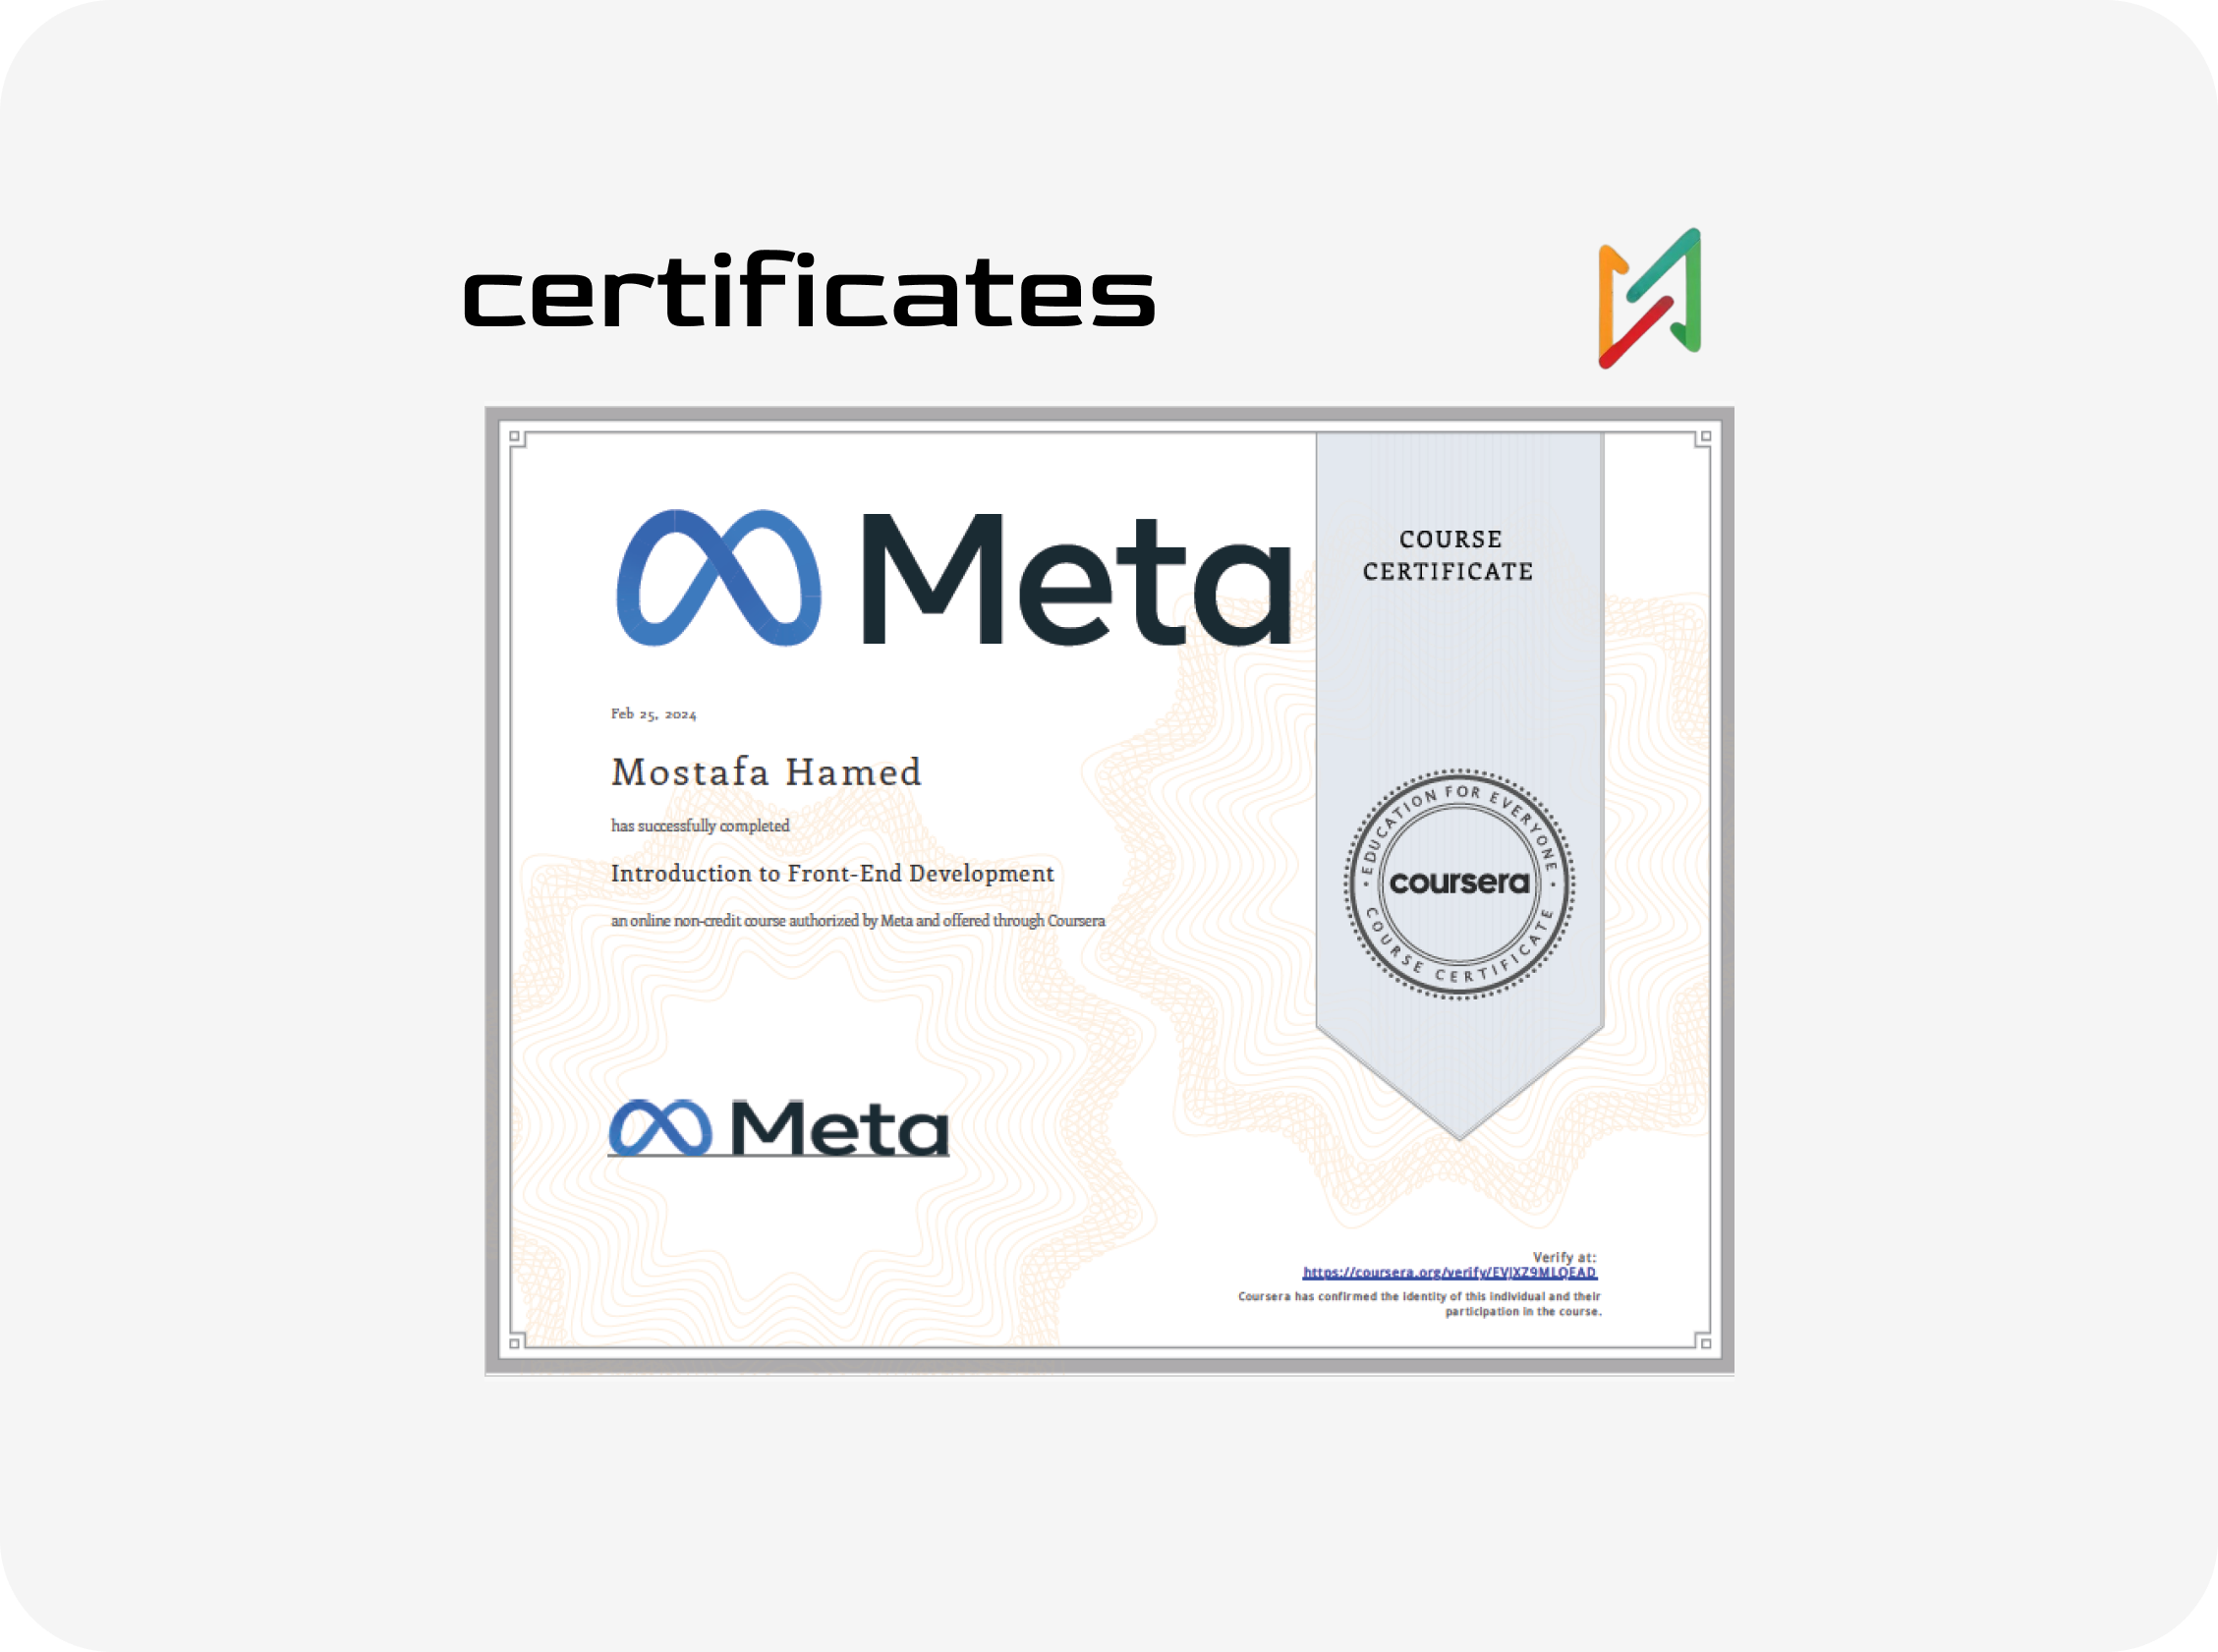 certificates
Meta
COURSE
CERTIFICATE
Feb 25, 2024
Mostafa Hamed
has successfully completed
Introduction to Front-End Development
an online non-credit course authorized by Meta and offered through Coursera
EDUCATION FOR EVERYONE
coursera
COURSE CERTIFICATE
Meta
Verify at:
https://coursera.org/verify/EVJXZ9MLQEAD
Coursera has confirmed the identity of this individual and their
participation in the course.